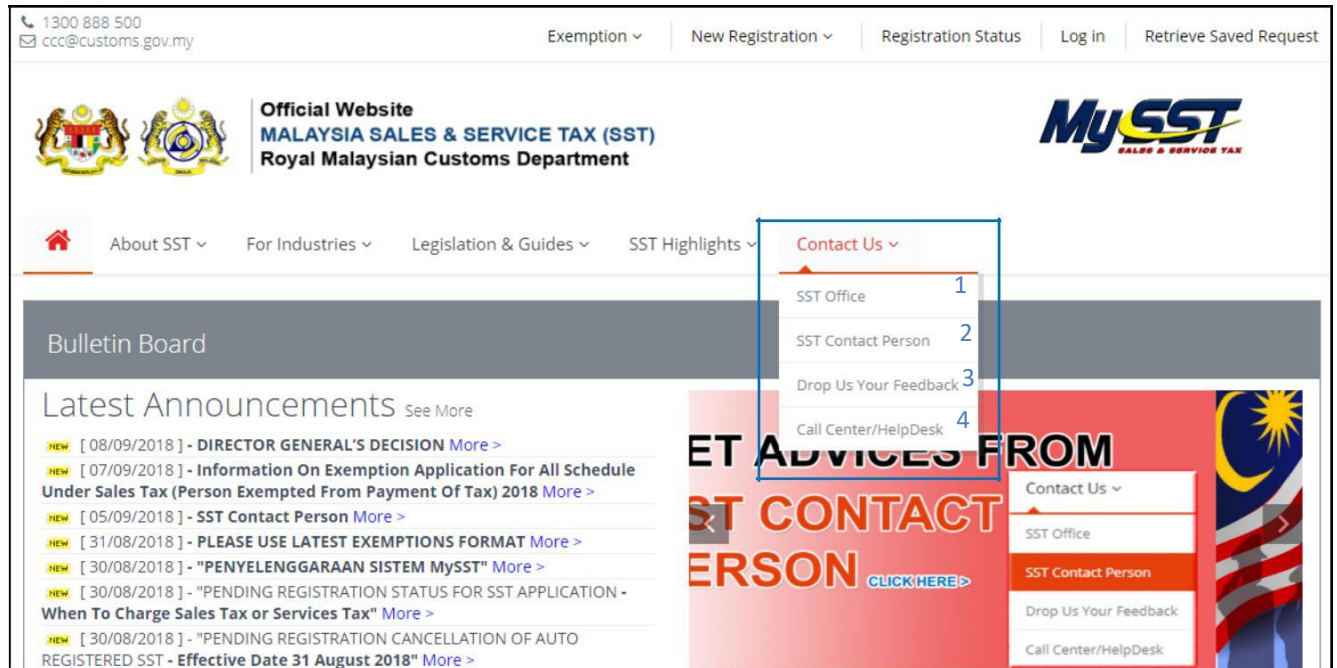 1300 888 500
ccc@customs.gov.my
Exemption
New Registration
Registration Status
Log in
Retrieve Saved Request
Official Website
MALAYSIA SALES & SERVICE TAX (SST)
Royal Malaysian Customs Department
MySST
SALES & SERVICE TAX
About SST
For Industries
Legislation & Guides
SST Highlights
Contact Us
SST Office 1
SST Contact Person 2
Drop Us Your Feedback 3
Call Center/HelpDesk 4
Bulletin Board
Latest Announcements See More
NEW [ 08/09/2018 ] - DIRECTOR GENERAL'S DECISION More >
NEW [ 07/09/2018 ] - Information On Exemption Application For All Schedule
Under Sales Tax (Person Exempted From Payment Of Tax) 2018 More >
NEW [ 05/09/2018 ] - SST Contact Person More >
NEW [ 31/08/2018 ] - PLEASE USE LATEST EXEMPTIONS FORMAT More >
NEW [ 30/08/2018 ] - "PENYELENGGARAAN SISTEM MySST" More >
NEW [ 30/08/2018 ] - "PENDING REGISTRATION STATUS FOR SST APPLICATION -
When To Charge Sales Tax or Services Tax" More >
NEW [ 30/08/2018 ] - "PENDING REGISTRATION CANCELLATION OF AUTO
REGISTERED SST - Effective Date 31 August 2018" More >
ET ADVICES FROM
ST CONTACT
ERSON CLICK HERE>
Contact Us
SST Office
SST Contact Person
Drop Us Your Feedback
Call Center/HelpDesk